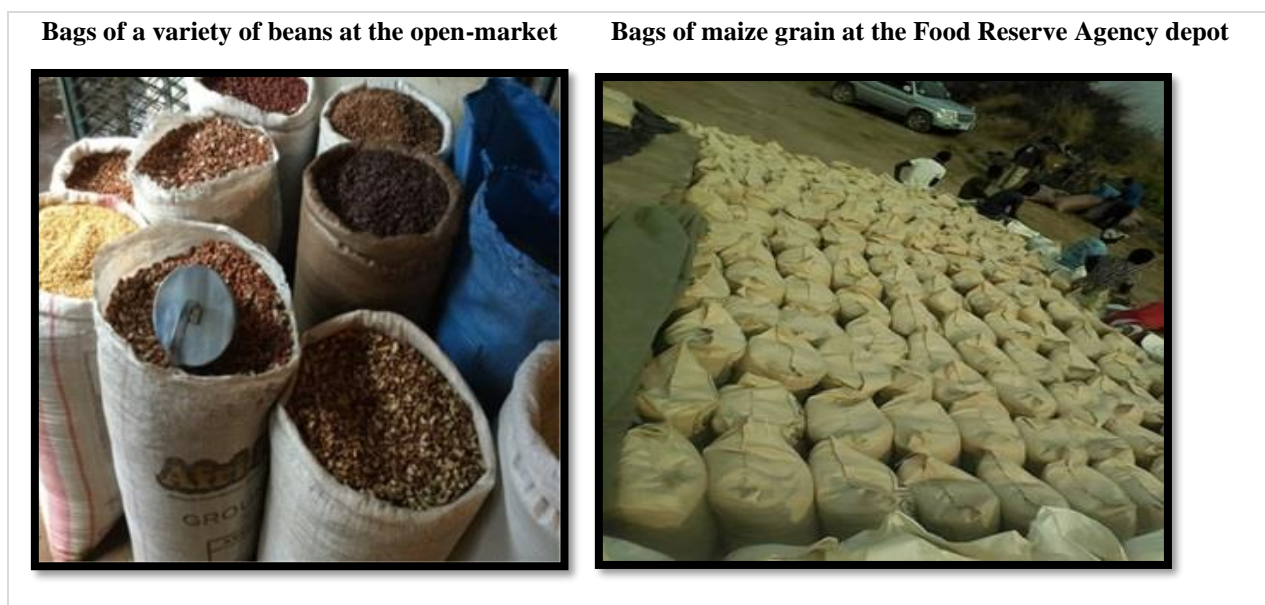 Bags of a variety of beans at the open-market
Bags of maize grain at the Food Reserve Agency depot